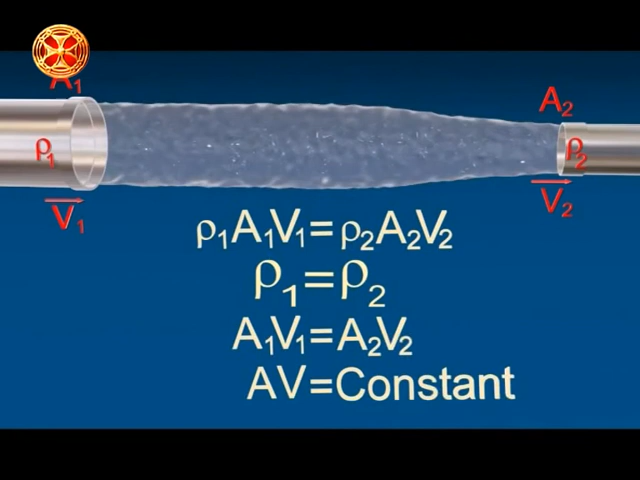 A₁
A₂
ρ₁
ρ₂
V₁
V₂
ρ₁A₁V₁=ρ₂A₂V₂
ρ₁=ρ₂
A₁V₁=A₂V₂
AV=Constant